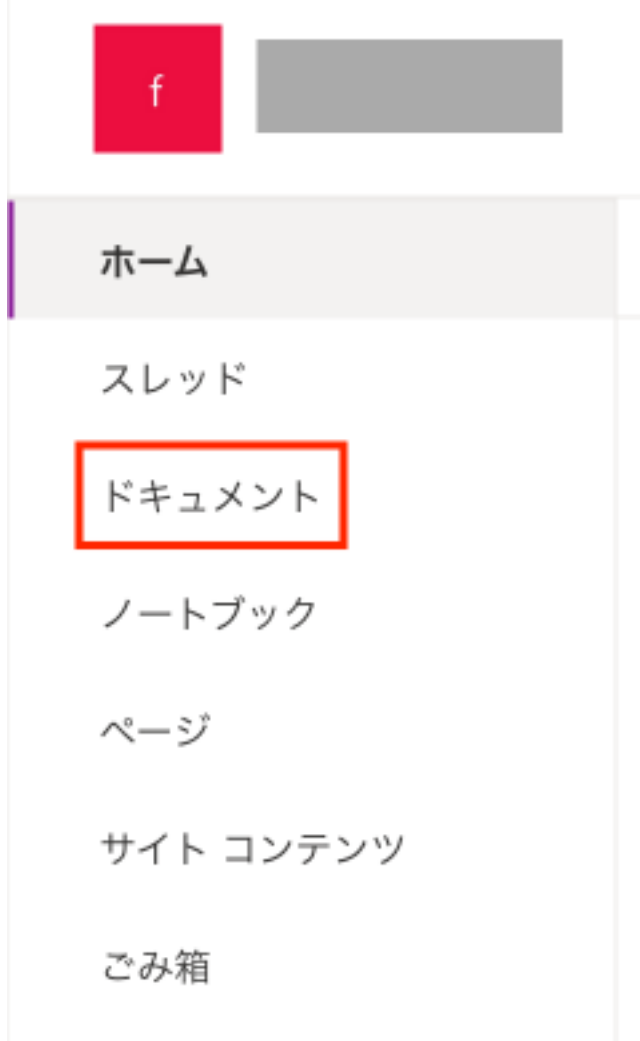 f
ホーム
スレッド
ドキュメント
ノートブック
ページ
サイト コンテンツ
ごみ箱